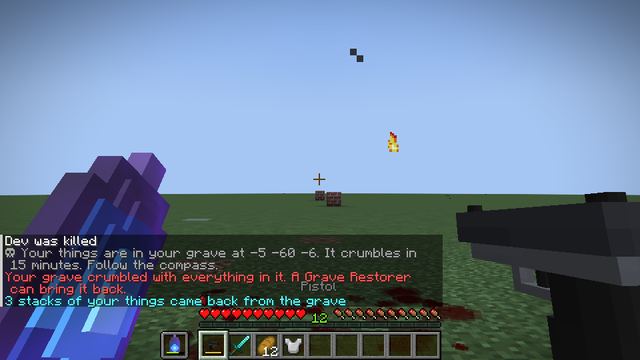 Dev was killed
☠ Your things are in your grave at -5 -60 -6. It crumbles in
15 minutes. Follow the compass.
Your grave crumbled with everything in it. A Grave Restorer
can bring it back.
Pistol
3 stacks of your things came back from the grave
12
12